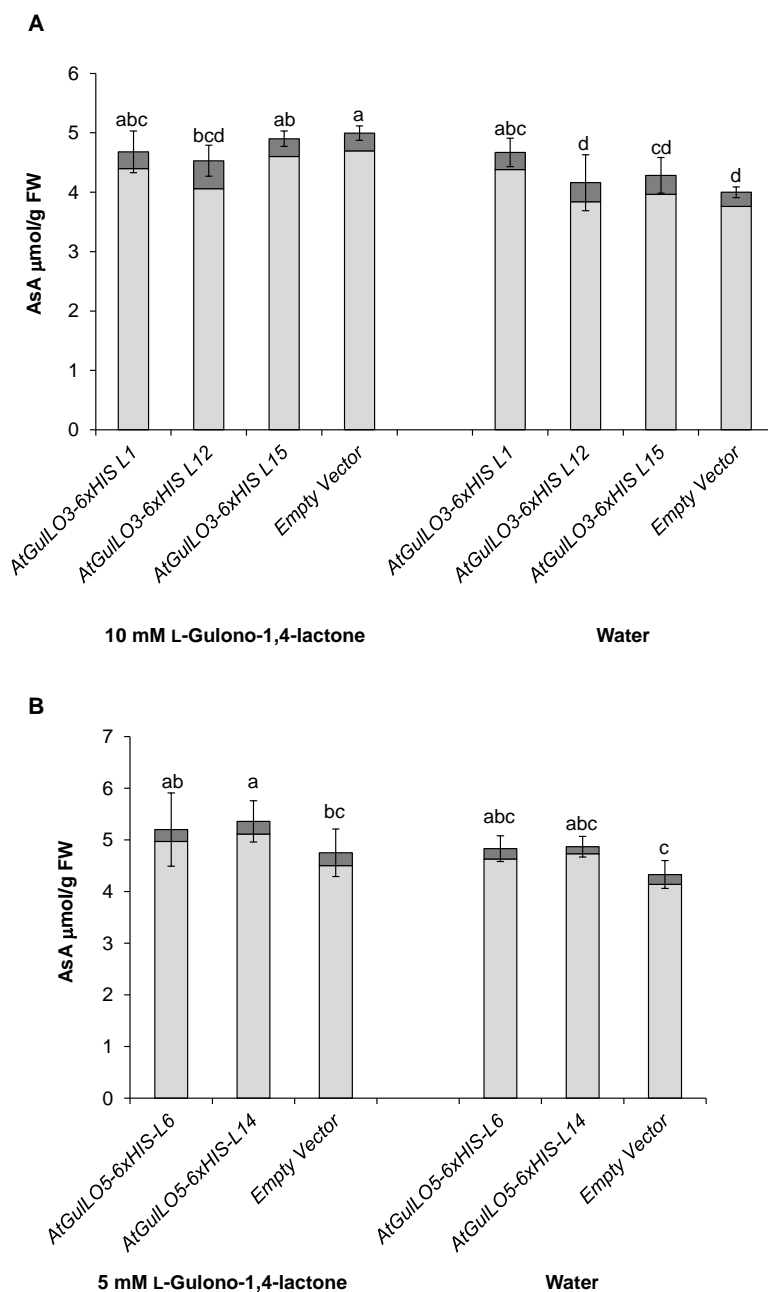 A
AsA µmol/g FW
6
5
4
3
2
1
0
abc
bcd
ab
a
abc
d
cd
d
AtGulLO3-6xHIS L1
AtGulLO3-6xHIS L12
AtGulLO3-6xHIS L15
Empty Vector
AtGulLO3-6xHIS L1
AtGulLO3-6xHIS L12
AtGulLO3-6xHIS L15
Empty Vector
10 mM L-Gulono-1,4-lactone
Water
B
AsA µmol/g FW
7
6
5
4
3
2
1
0
ab
a
bc
abc
abc
c
AtGulLO5-6xHIS-L6
AtGulLO5-6xHIS-L14
Empty Vector
AtGulLO5-6xHIS-L6
AtGulLO5-6xHIS-L14
Empty Vector
5 mM L-Gulono-1,4-lactone
Water